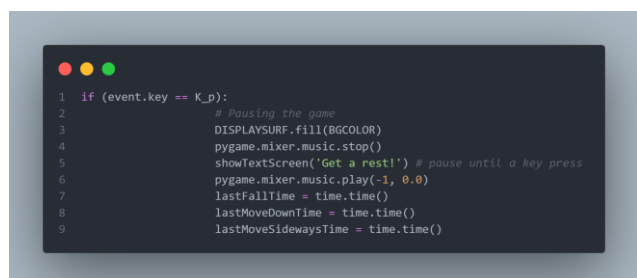 1 if (event.key == K_p):
2 # Pausing the game
3 DISPLAYSURF.fill(BGCOLOR)
4 pygame.mixer.music.stop()
5 showTextScreen('Get a rest!') # pause until a key press
6 pygame.mixer.music.play(-1, 0.0)
7 lastFallTime = time.time()
8 lastMoveDownTime = time.time()
9 lastMoveSidewaysTime = time.time()